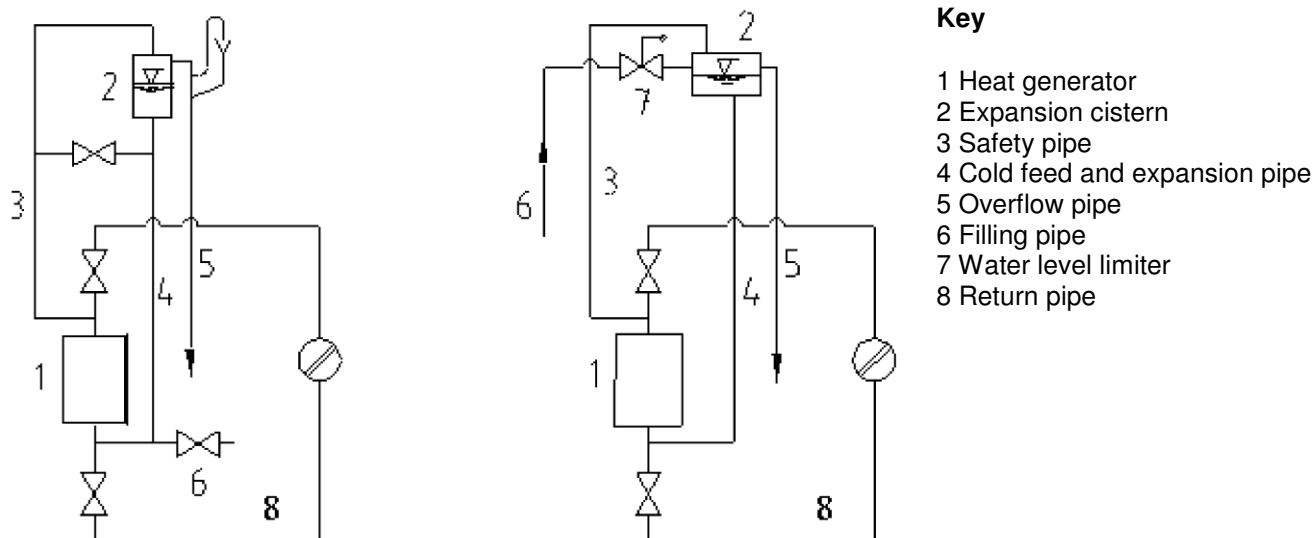 2
3
5
4
1
6
8
2
7
3
6
5
4
1
8
Key
1 Heat generator
2 Expansion cistern
3 Safety pipe
4 Cold feed and expansion pipe
5 Overflow pipe
6 Filling pipe
7 Water level limiter
8 Return pipe